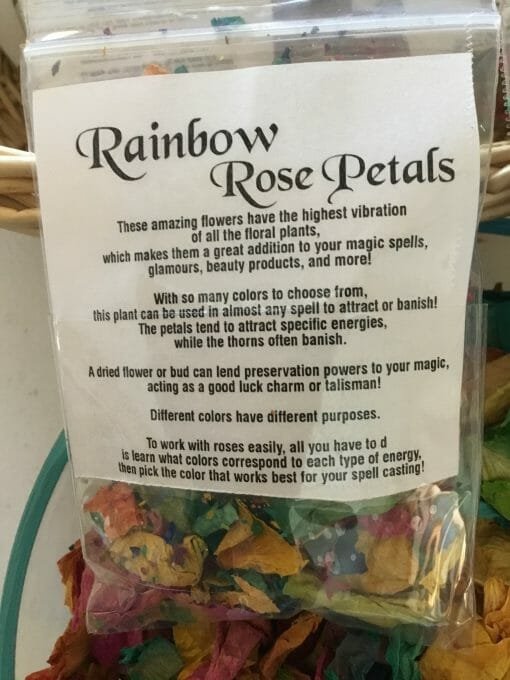 Rainbow
Rose Petals
These amazing flowers have the highest vibration
of all the floral plants,
which makes them a great addition to your magic spells,
glamours, beauty products, and more!
With so many colors to choose from,
this plant can be used in almost any spell to attract or banish!
The petals tend to attract specific energies,
while the thorns often banish.
A dried flower or bud can lend preservation powers to your magic,
acting as a good luck charm or talisman!
Different colors have different purposes.
To work with roses easily, all you have to d
is learn what colors correspond to each type of energy,
then pick the color that works best for your spell casting!